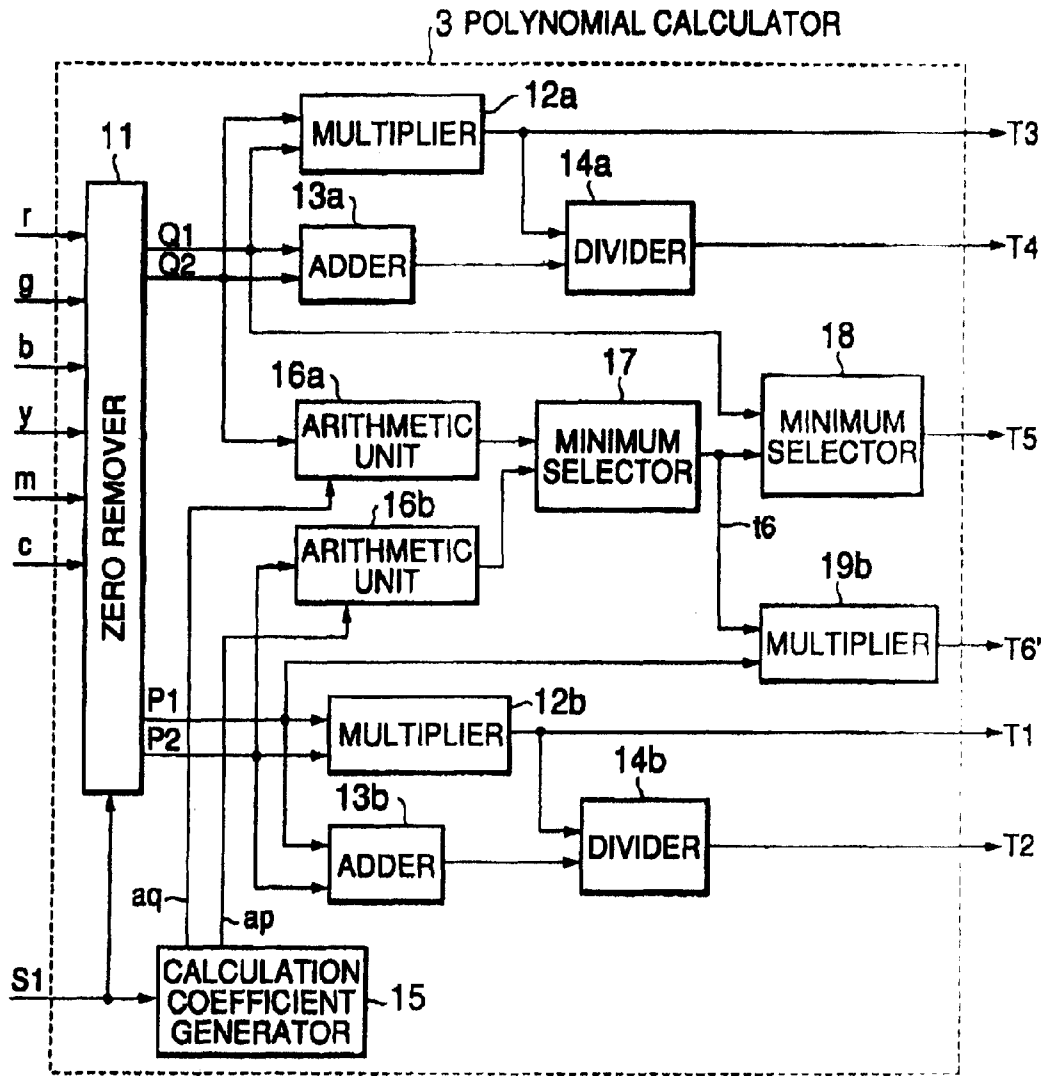 3 POLYNOMIAL CALCULATOR
12a
MULTIPLIER
T3
11
14a
13a
r
Q1
Q2
ADDER
DIVIDER
T4
g
b
16a
17
18
y
ARITHMETIC
UNIT
MINIMUM
SELECTOR
MINIMUM
SELECTOR
T5
m
16b
t6
c
ARITHMETIC
UNIT
19b
ZERO REMOVER
MULTIPLIER
T6'
P1
12b
P2
MULTIPLIER
T1
14b
13b
ADDER
DIVIDER
T2
aq
ap
S1
CALCULATION
COEFFICIENT
GENERATOR
15